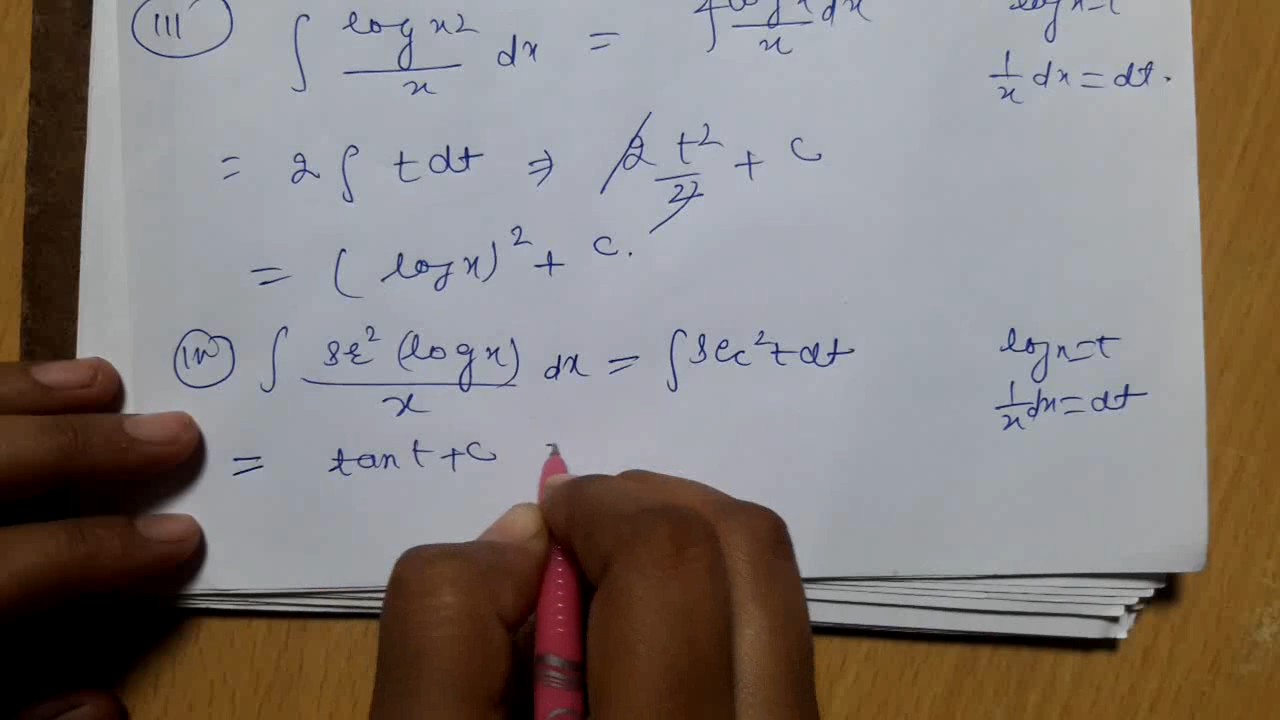 (III) ∫ log x2 / x dx = ∫ log x / x dx log x=t
1/x dx = dt.
= 2 ∫ t dt ⇒ 2 t² / 2 + c
= (log x)² + c.
(iv) ∫ sec² (log x) / x dx = ∫ sec² t dt log x=t
1/x dx = dt
= tan t + c =